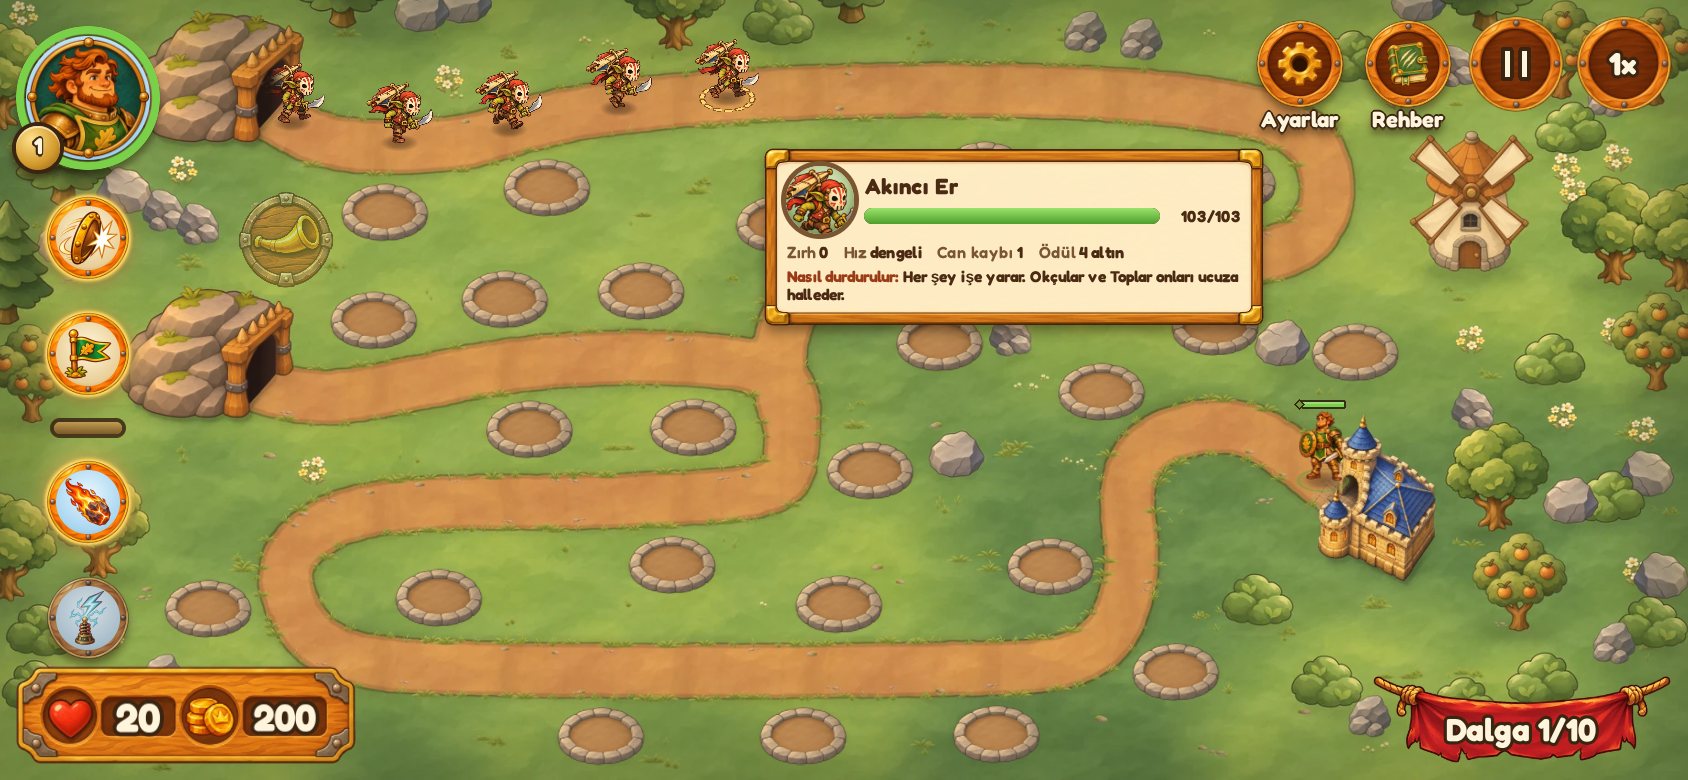 1
Ayarlar
Rehber
1x
Akıncı Er
103/103
Zırh 0 Hız dengeli Can kaybı 1 Ödül 4 altın
Nasıl durdurulur: Her şey işe yarar. Okçular ve Toplar onları ucuza
halleder.
20
200
Dalga 1/10